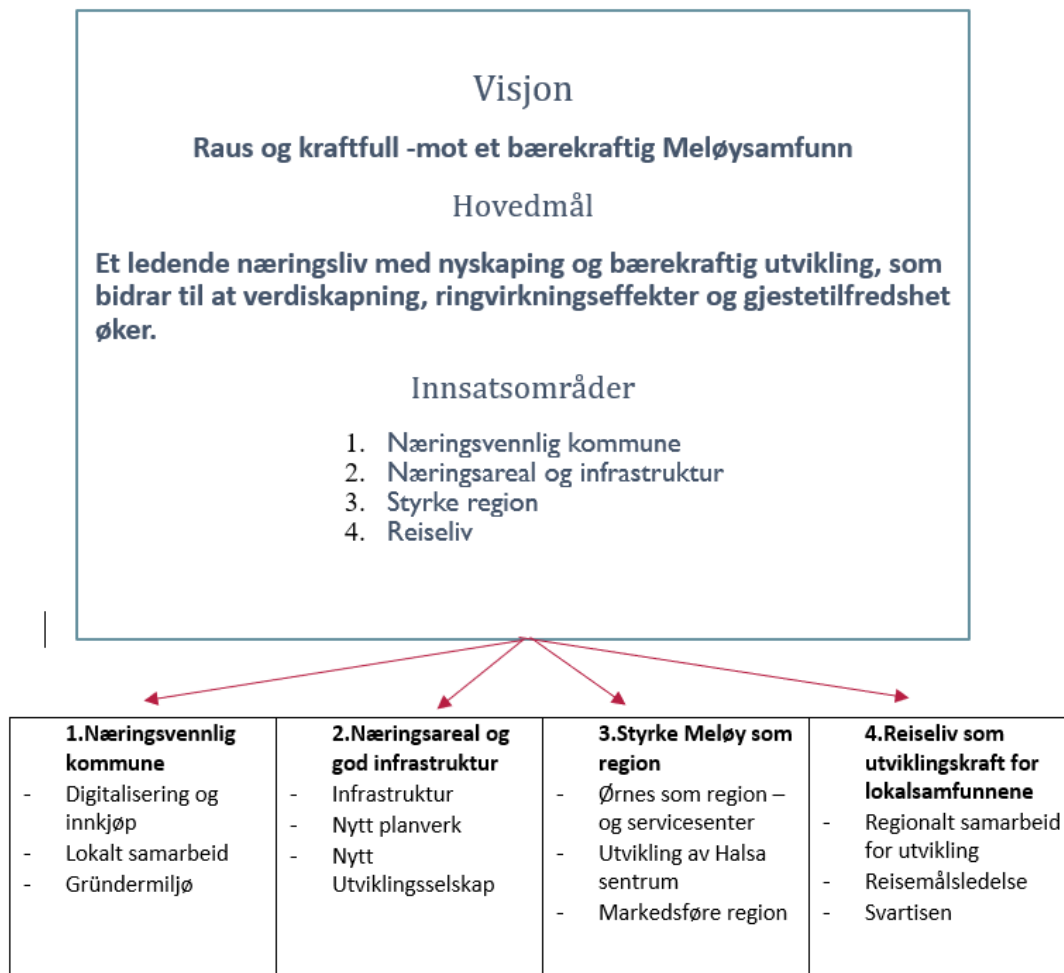 Visjon
Raus og kraftfull -mot et bærekraftig Meløysamfunn
Hovedmål
Et ledende næringsliv med nyskaping og bærekraftig utvikling, som
bidrar til at verdiskapning, ringvirkningseffekter og gjestetilfredshet
øker.
Innsatsområder
1. Næringsvennlig kommune
2. Næringsareal og infrastruktur
3. Styrke region
4. Reiseliv
1.Næringsvennlig
kommune
- Digitalisering og
innkjøp
- Lokalt samarbeid
- Gründermiljø
2.Næringsareal og
god infrastruktur
- Infrastruktur
- Nytt planverk
- Nytt
Utviklingsselskap
3.Styrke Meløy som
region
- Ørnes som region –
og servicesenter
- Utvikling av Halsa
sentrum
- Markedsføre region
4.Reiseliv som
utviklingskraft for
lokalsamfunnene
- Regionalt samarbeid
for utvikling
- Reisemålsledelse
- Svartisen